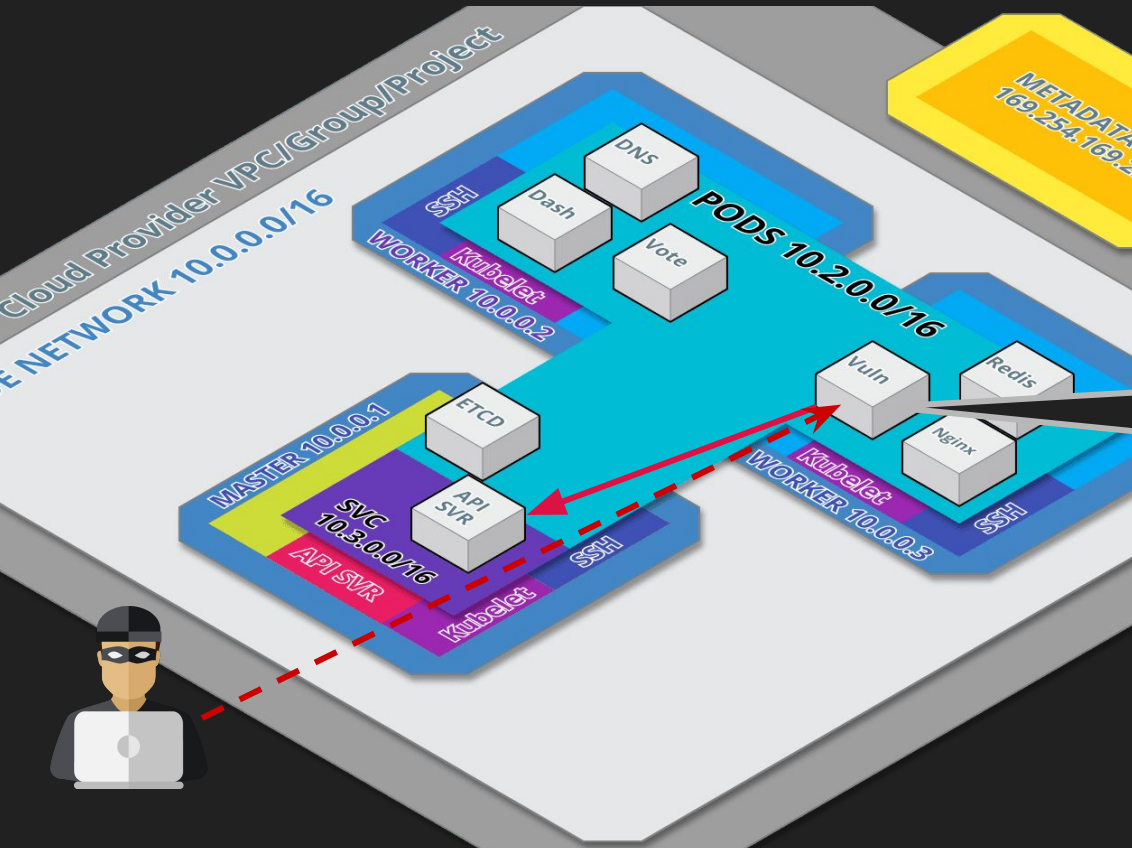 Cloud Provider VPC/Group/Project
NETWORK 10.0.0.0/16
METADATA
169.254.169.2
DNS
Dash
Vote
SSH
Kubelet
WORKER 10.0.0.2
PODS 10.2.0.0/16
Vuln
Redis
Nginx
Kubelet
SSH
WORKER 10.0.0.3
ETCD
MASTER 10.0.0.1
API
SVR
SVC
10.3.0.0/16
API SVR
Kubelet
SSH